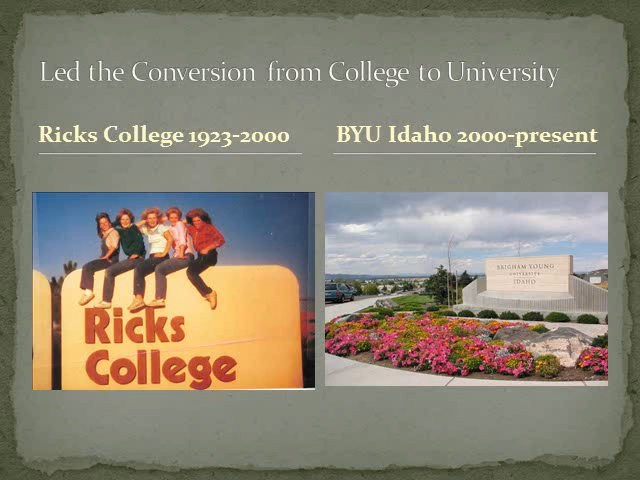 Led the Conversion from College to University
Ricks College 1923-2000
BYU Idaho 2000-present
Ricks
College
BRIGHAM YOUNG
UNIVERSITY
IDAHO